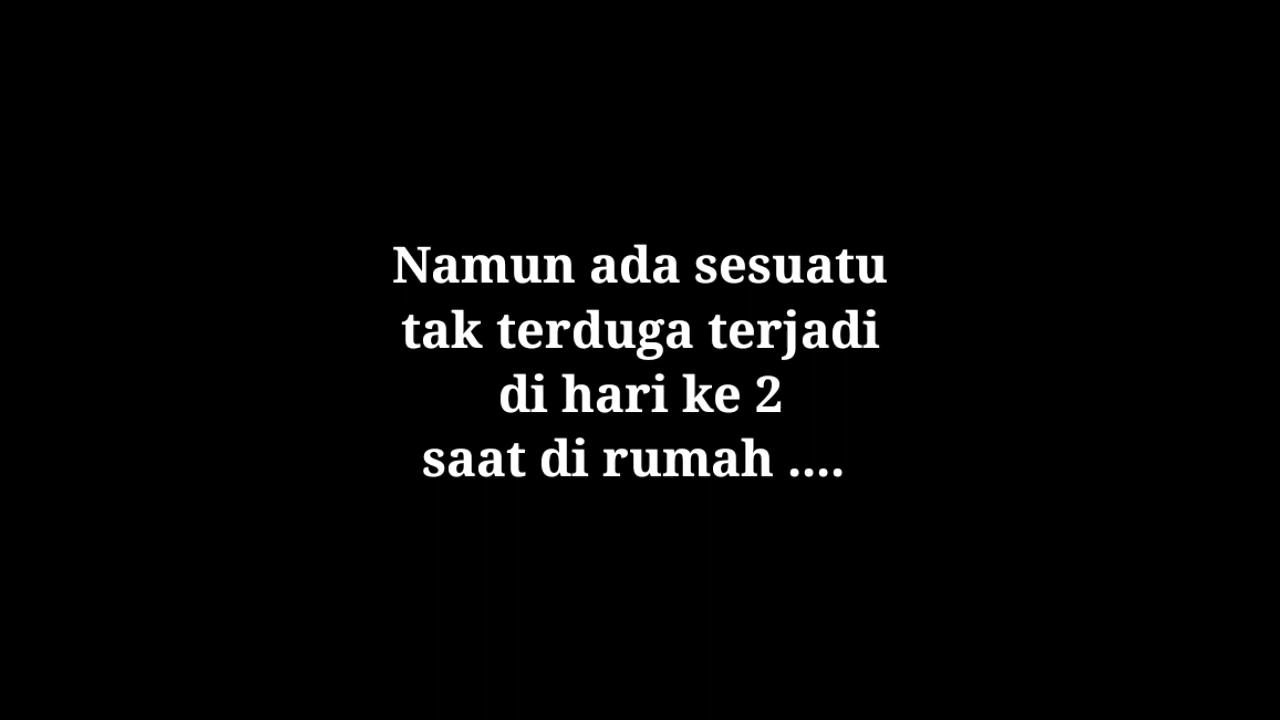 Namun ada sesuatu
tak terduga terjadi
di hari ke 2
saat di rumah ....